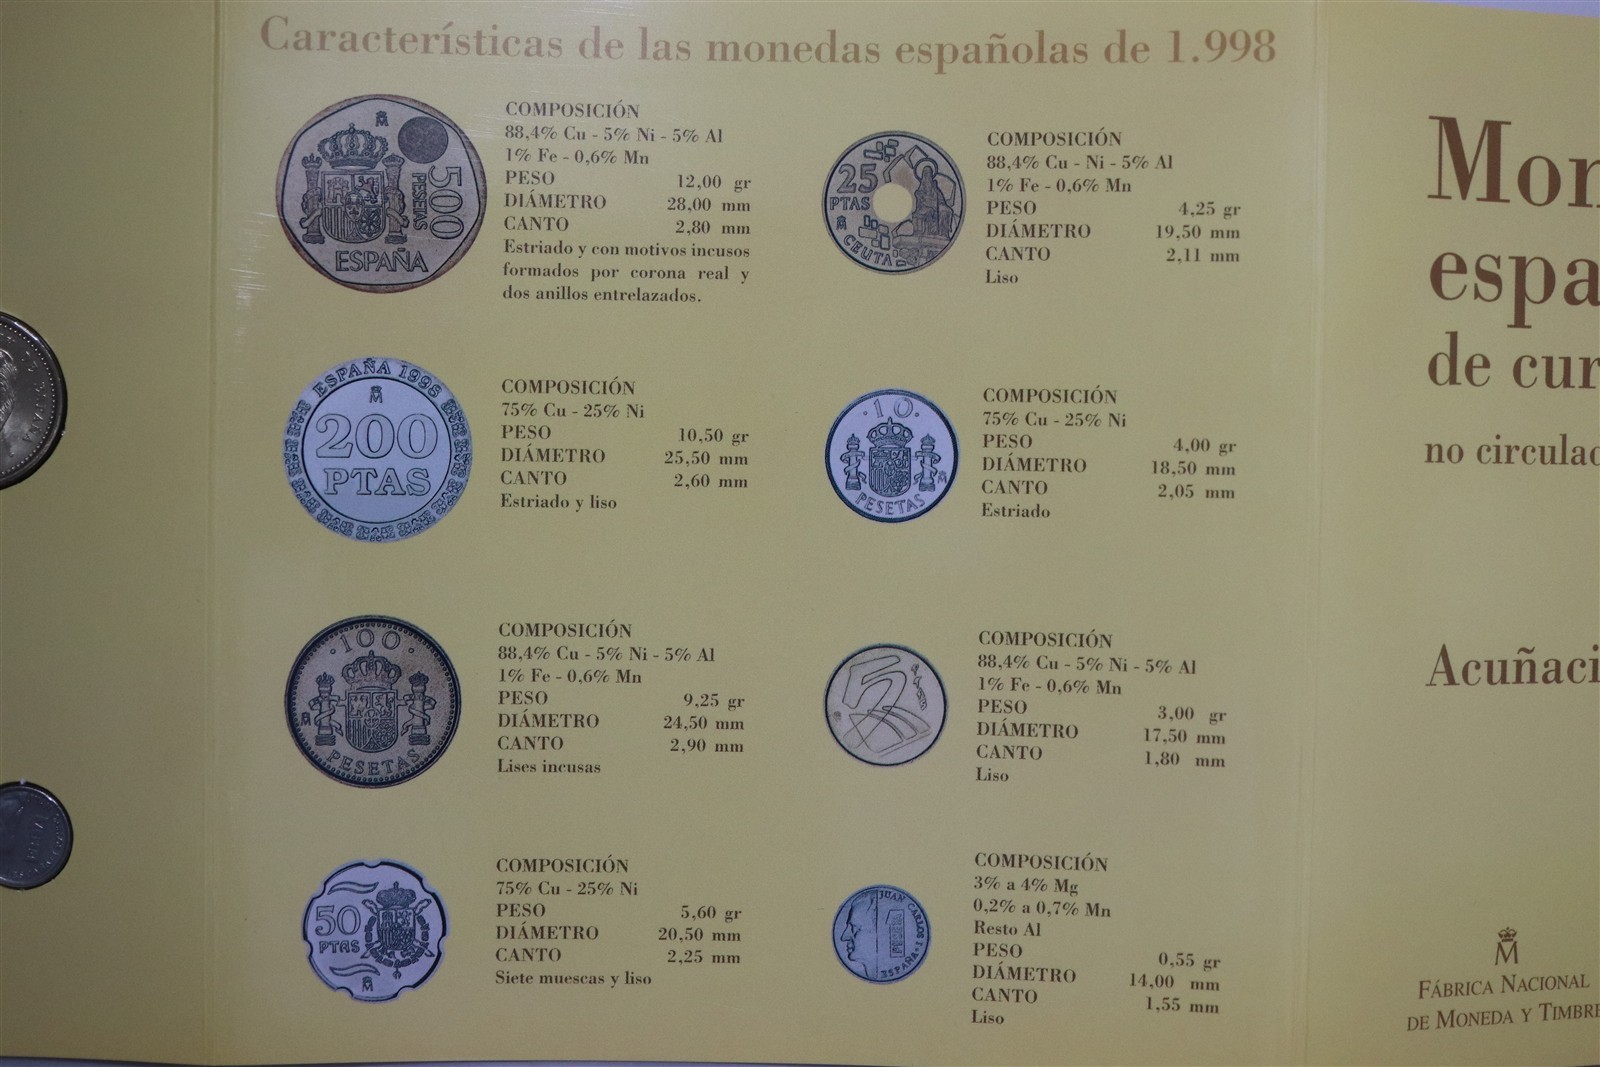 Características de las monedas españolas de 1.998
500
PESETAS
ESPAÑA
COMPOSICIÓN
88,4% Cu - 5% Ni - 5% Al
1% Fe - 0,6% Mn
PESO 12,00 gr
DIÁMETRO 28,00 mm
CANTO 2,80 mm
Estriado y con motivos incusos
formados por corona real y
dos anillos entrelazados.
ESPAÑA 1998
200
PTAS
COMPOSICIÓN
75% Cu - 25% Ni
PESO 10,50 gr
DIÁMETRO 25,50 mm
CANTO 2,60 mm
Estriado y liso
100
PESETAS
COMPOSICIÓN
88,4% Cu - 5% Ni - 5% Al
1% Fe - 0,6% Mn
PESO 9,25 gr
DIÁMETRO 24,50 mm
CANTO 2,90 mm
Lises incusas
50
PTAS
COMPOSICIÓN
75% Cu - 25% Ni
PESO 5,60 gr
DIÁMETRO 20,50 mm
CANTO 2,25 mm
Siete muescas y liso
25
PTAS
CEUTA
COMPOSICIÓN
88,4% Cu - Ni - 5% Al
1% Fe - 0,6% Mn
PESO 4,25 gr
DIÁMETRO 19,50 mm
CANTO 2,11 mm
Liso
10
PESETAS
COMPOSICIÓN
75% Cu - 25% Ni
PESO 4,00 gr
DIÁMETRO 18,50 mm
CANTO 2,05 mm
Estriado
5
COMPOSICIÓN
88,4% Cu - 5% Ni - 5% Al
1% Fe - 0,6% Mn
PESO 3,00 gr
DIÁMETRO 17,50 mm
CANTO 1,80 mm
Liso
JUAN CARLOS I
1
ESPAÑA
COMPOSICIÓN
3% a 4% Mg
0,2% a 0,7% Mn
Resto Al
PESO 0,55 gr
DIÁMETRO 14,00 mm
CANTO 1,55 mm
Liso
Mon
espa
de cur
no circulad
Acuñaci
M
FÁBRICA NACIONAL
DE MONEDA Y TIMBRE